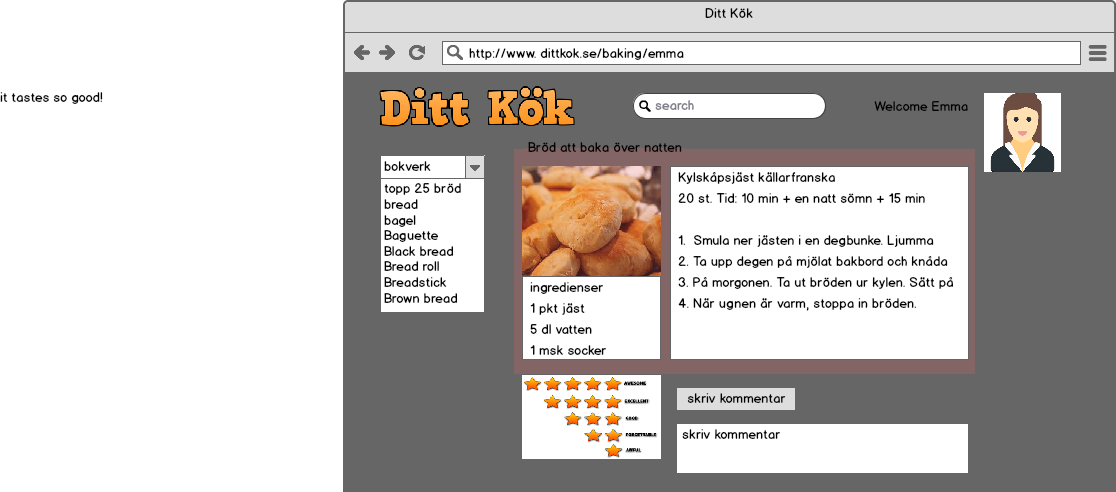 Ditt Kök
http://www. dittkok.se/baking/emma
it tastes so good!
Ditt Kök
search
Welcome Emma
bokverk
topp 25 bröd
bread
bagel
Baguette
Black bread
Bread roll
Breadstick
Brown bread
Bröd att baka över natten
ingredienser
1 pkt jäst
5 dl vatten
1 msk socker
Kylskåpsjäst källarfranska
20 st. Tid: 10 min + en natt sömn + 15 min
1. Smula ner jästen i en degbunke. Ljumma
2. Ta upp degen på mjölat bakbord och knåda
3. På morgonen. Ta ut bröden ur kylen. Sätt på
4. När ugnen är varm, stoppa in bröden.
AWESOME
EXCELLENT
GOOD
FORGETTABLE
AWFUL
skriv kommentar
skriv kommentar